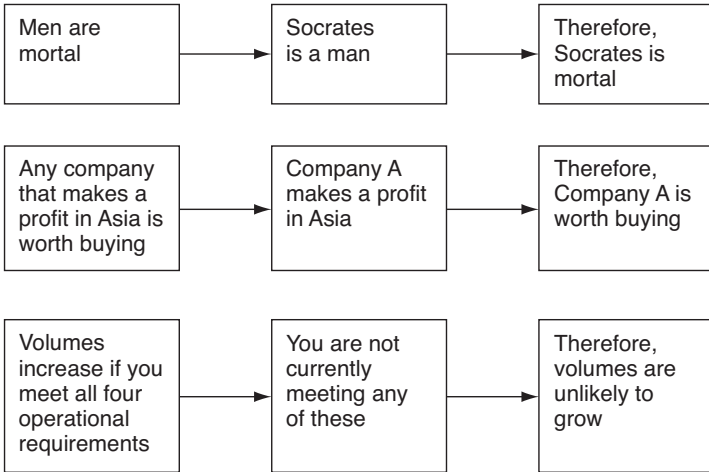 Men are
mortal
Socrates
is a man
Therefore,
Socrates is
mortal
Any company
that makes a
profit in Asia is
worth buying
Company A
makes a profit
in Asia
Therefore,
Company A is
worth buying
Volumes
increase if you
meet all four
operational
requirements
You are not
currently
meeting any
of these
Therefore,
volumes are
unlikely to
grow